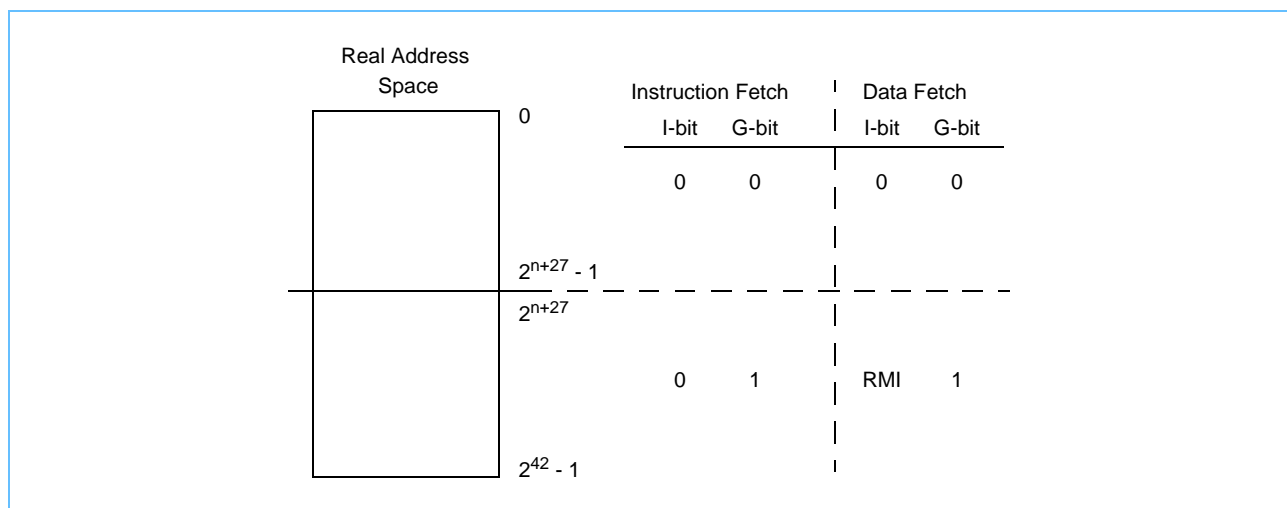 Real Address
Space
0
2^n+27 - 1
2^n+27
2^42 - 1
Instruction Fetch Data Fetch
I-bit G-bit I-bit G-bit
0 0 0 0
0 1 RMI 1